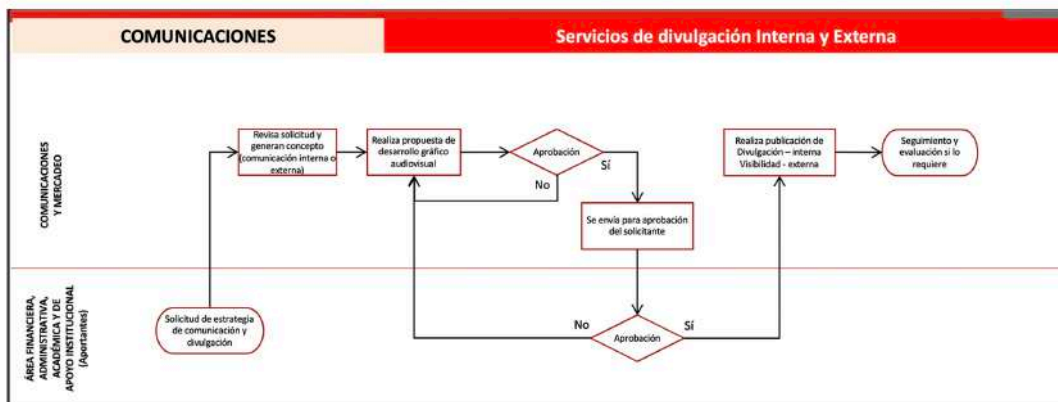 COMUNICACIONES
Servicios de divulgación Interna y Externa
COMUNICACIONES
Y MERCADEO
Revisa solicitud y
generan concepto
(comunicación interna o
externa)
Realiza propuesta de
desarrollo gráfico
audiovisual
Aprobación
No
Sí
Se envía para aprobación
del solicitante
Realiza publicación de
Divulgación – interna
Visibilidad - externa
Seguimiento y
evaluación si lo
requiere
ÁREA FINANCIERA,
ADMINISTRATIVA,
ACADÉMICA Y DE
APOYO INSTITUCIONAL
(Aportantes)
Solicitud de estrategia
de comunicación y
divulgación
No
Aprobación
Sí